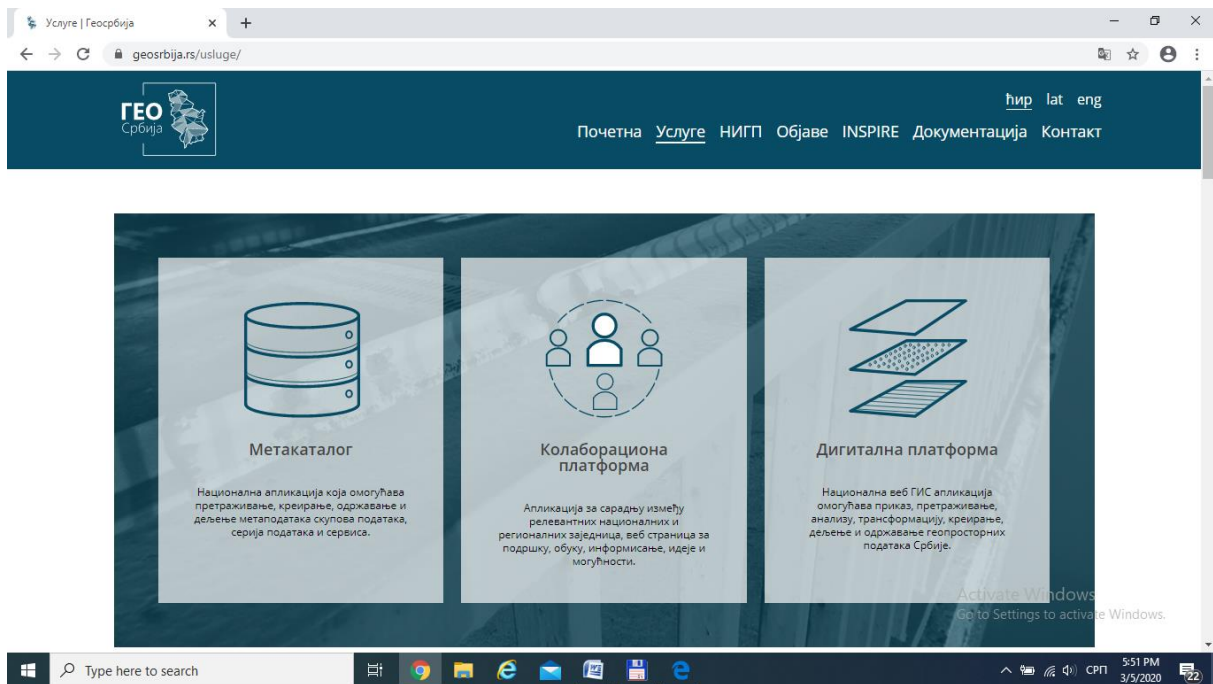 Услуге | Геосрбија
geosrbija.rs/usluge/
ГЕО
Србија
ћир lat eng
Почетна Услуге НИГП Објаве INSPIRE Документација Контакт
Метакаталог
Национална апликација која омогућава
претраживање, креирање, одржавање и
дељење метаподатака скупова података,
серија података и сервиса.
Колаборациона
платформа
Апликација за сарадњу између
релевантних националних и
регионалних заједница, веб страница за
подршку, обуку, информисање, идеје и
могућности.
Дигитална платформа
Национална веб ГИС апликација
омогућава приказ, претраживање,
анализу, трансформацију, креирање,
дељење и одржавање геопросторних
података Србије.
Activate Windows
Go to Settings to activate Windows.
Type here to search
СРП
5:51 PM
3/5/2020
22